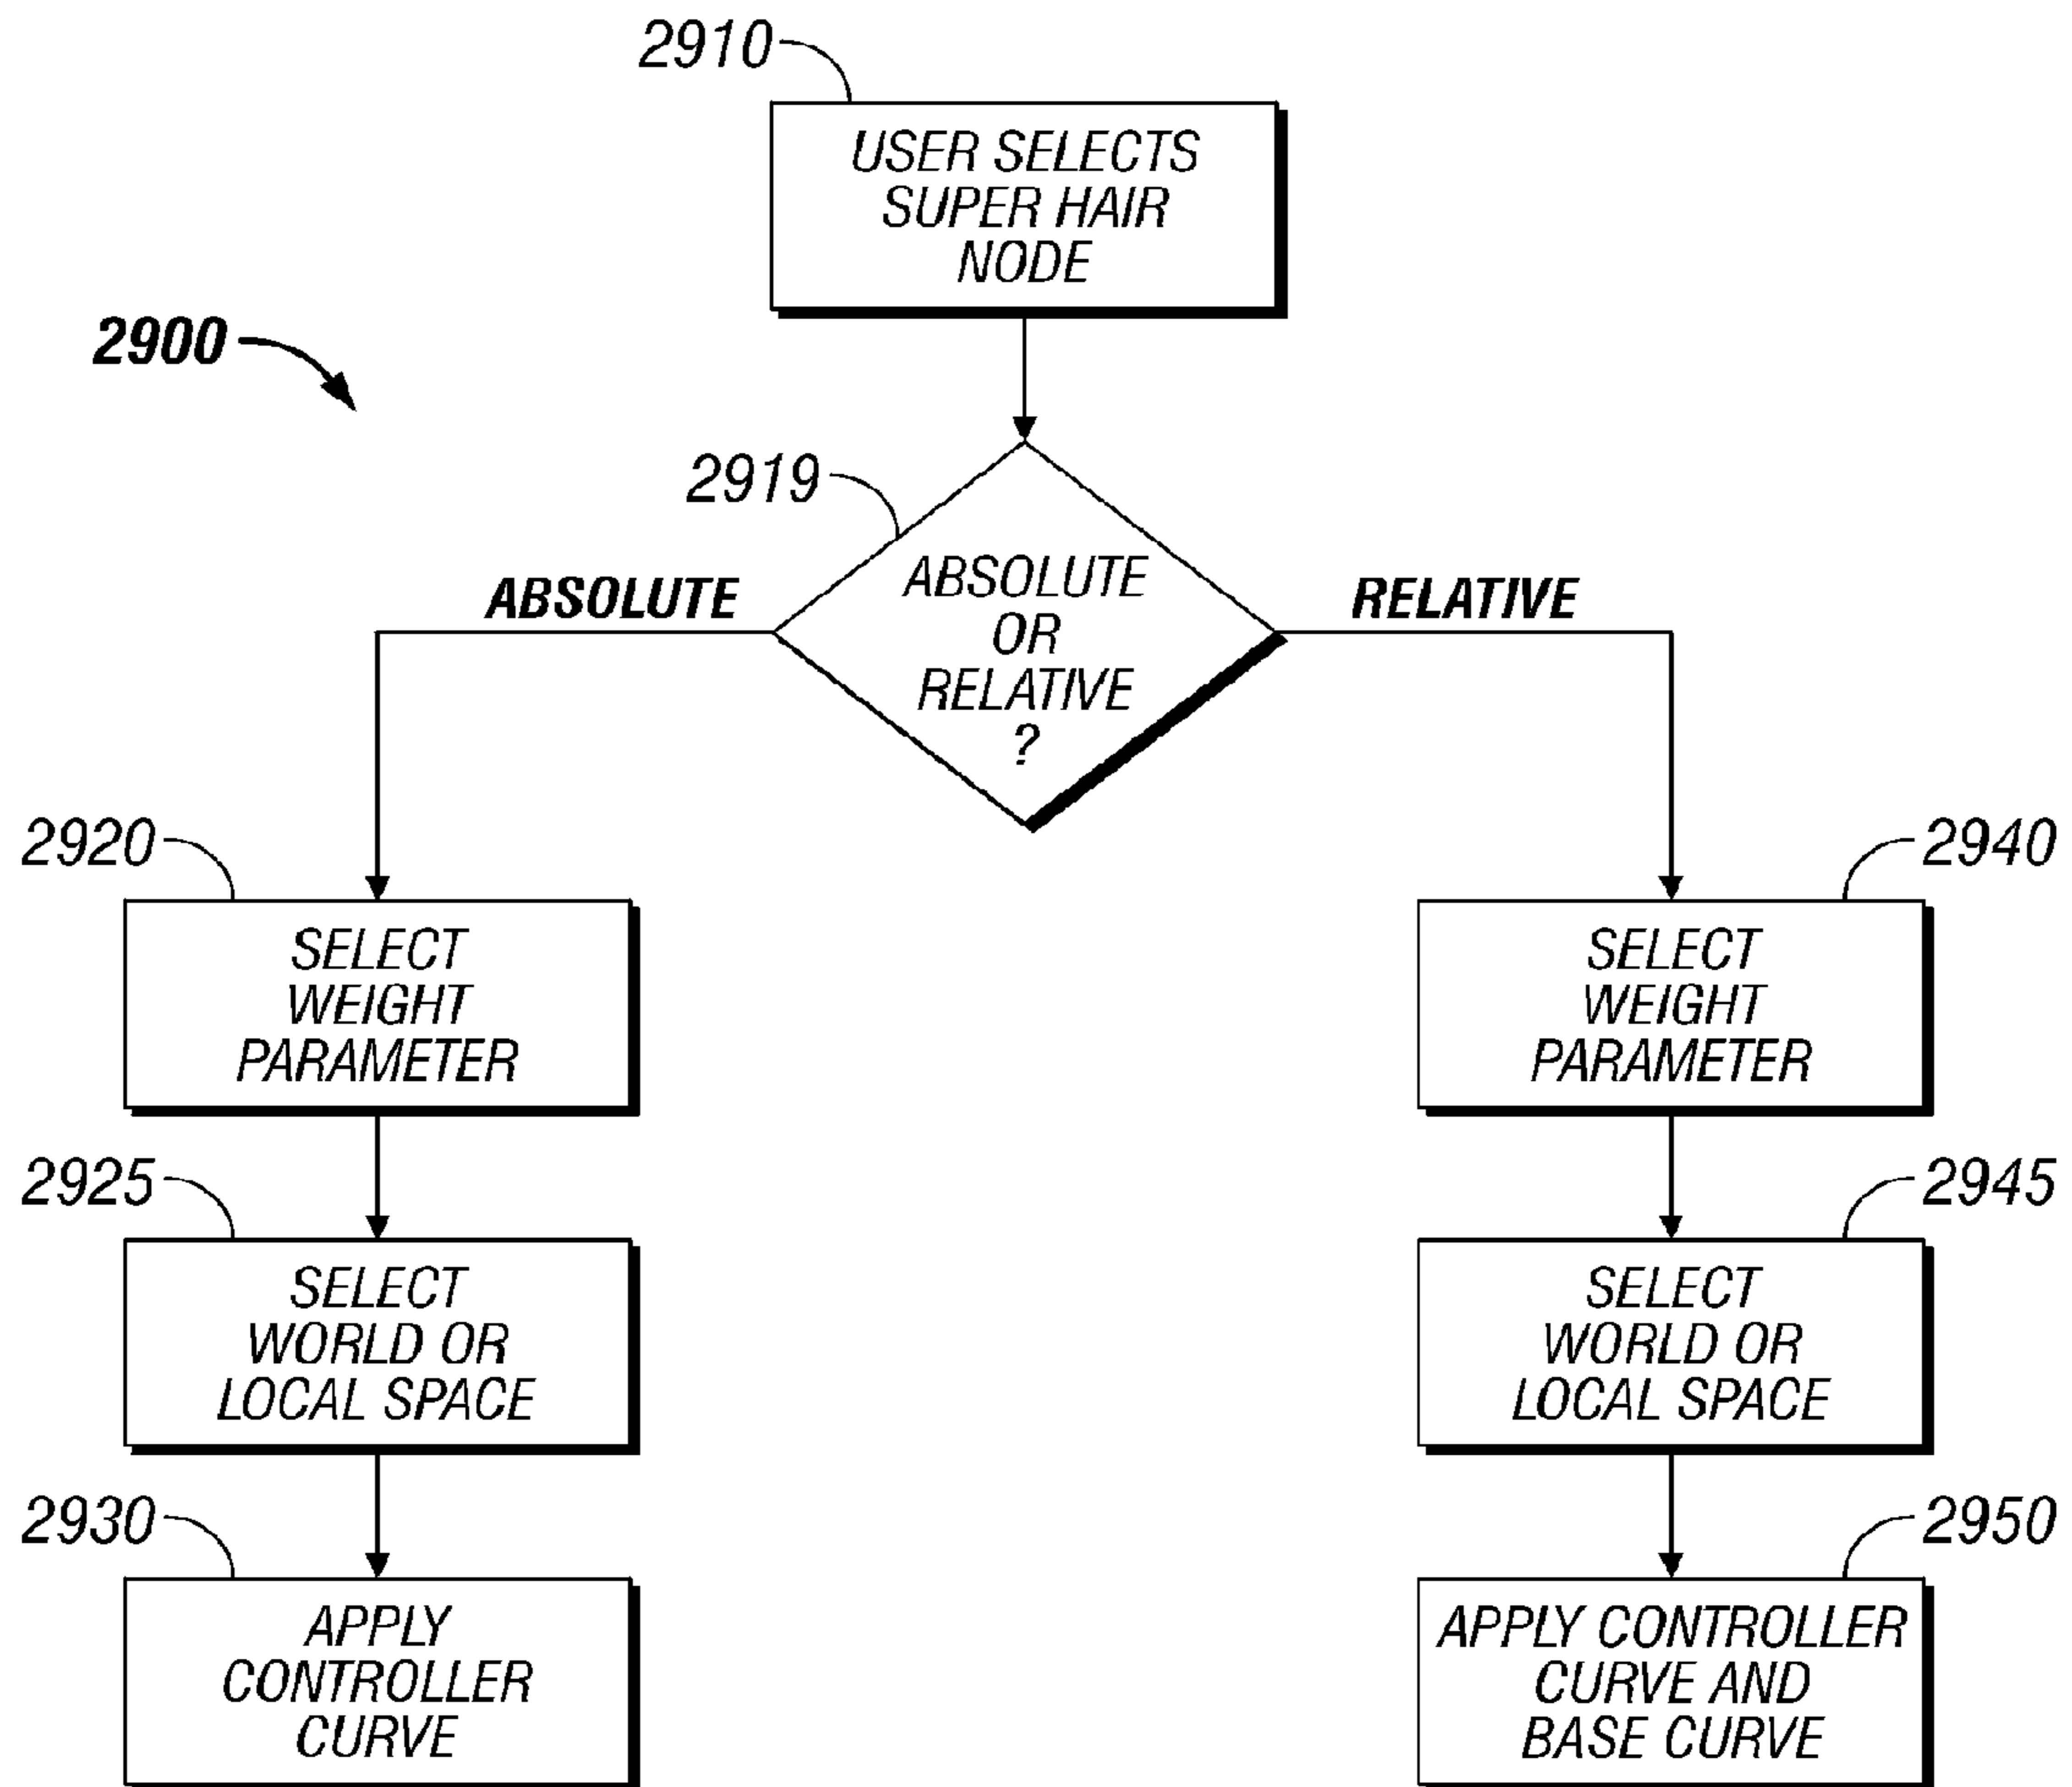 2910
USER SELECTS
SUPER HAIR
NODE
2900
2919
ABSOLUTE
OR
RELATIVE
?
ABSOLUTE
RELATIVE
2920
SELECT
WEIGHT
PARAMETER
2940
SELECT
WEIGHT
PARAMETER
2925
SELECT
WORLD OR
LOCAL SPACE
2945
SELECT
WORLD OR
LOCAL SPACE
2930
APPLY
CONTROLLER
CURVE
2950
APPLY CONTROLLER
CURVE AND
BASE CURVE